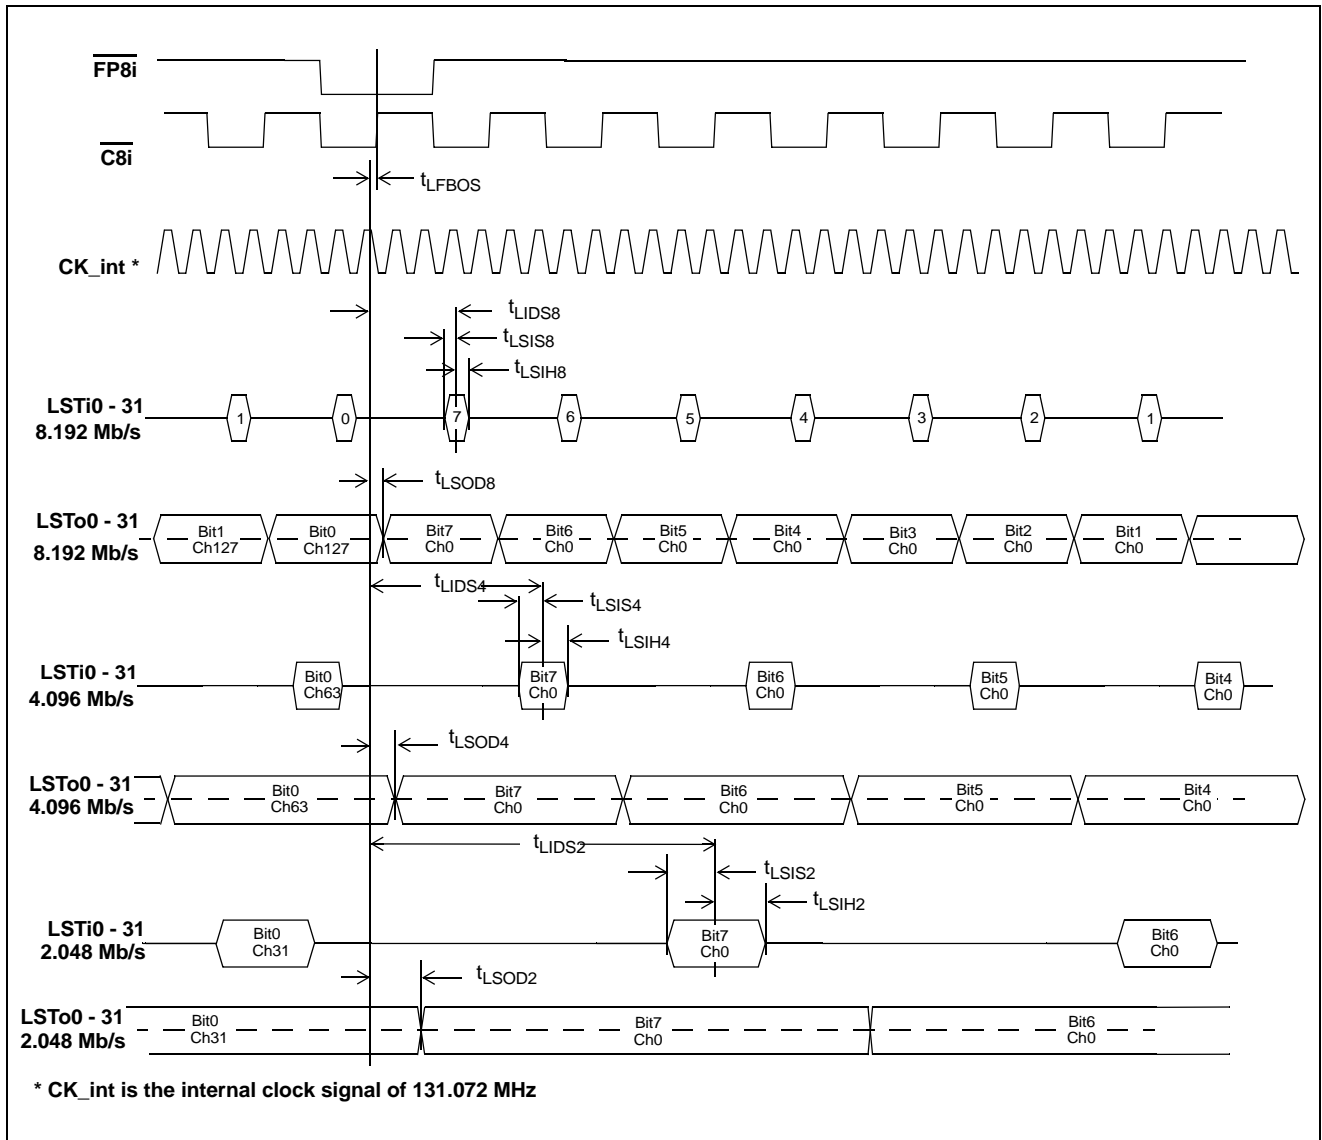 FP8i
C8i
tLFBOS
CK_int *
tLIDS8
tLSIS8
tLSIH8
LSTi0 - 31
8.192 Mb/s
1 0 7 6 5 4 3 2 1
tLSOD8
LSTo0 - 31
8.192 Mb/s
Bit1 Bit0 Bit7 Bit6 Bit5 Bit4 Bit3 Bit2 Bit1
Ch127 Ch127 Ch0 Ch0 Ch0 Ch0 Ch0 Ch0 Ch0
tLIDS4
tLSIS4
tLSIH4
LSTi0 - 31
4.096 Mb/s
Bit0 Bit7 Bit6 Bit5 Bit4
Ch63 Ch0 Ch0 Ch0 Ch0
tLSOD4
LSTo0 - 31
4.096 Mb/s
Bit0 Bit7 Bit6 Bit5 Bit4
Ch63 Ch0 Ch0 Ch0 Ch0
tLIDS2
tLSIS2
tLSIH2
LSTi0 - 31
2.048 Mb/s
Bit0 Bit7 Bit6
Ch31 Ch0 Ch0
tLSOD2
LSTo0 - 31
2.048 Mb/s
Bit0 Bit7 Bit6
Ch31 Ch0 Ch0
* CK_int is the internal clock signal of 131.072 MHz